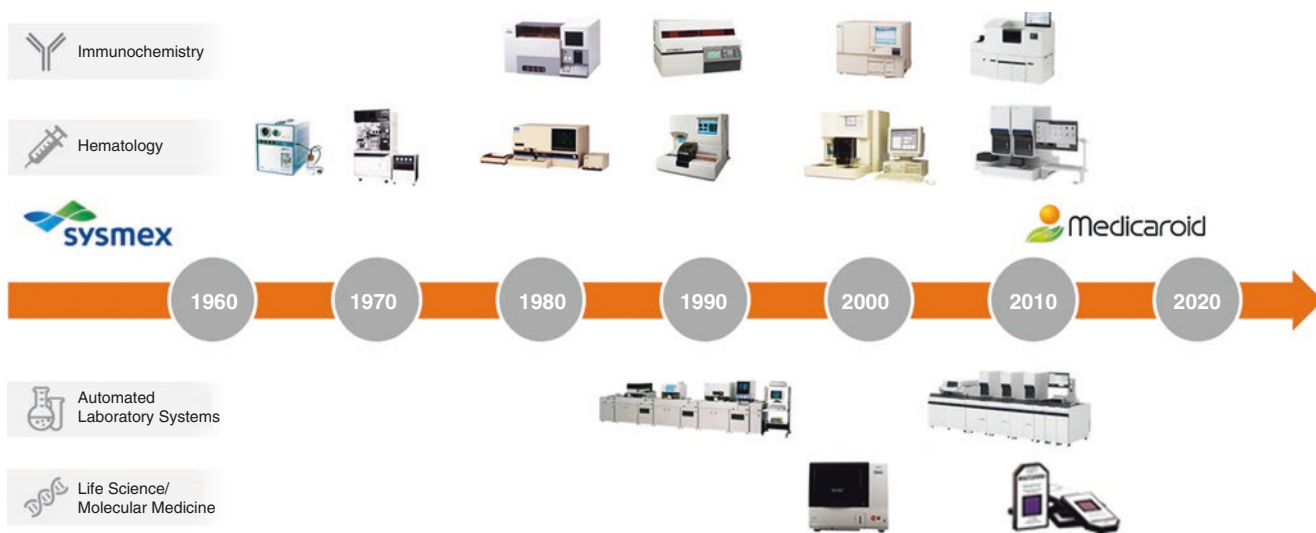 Immunochemistry
Hematology
sysmex
Medicaroid
1960
1970
1980
1990
2000
2010
2020
Automated
Laboratory Systems
Life Science/
Molecular Medicine